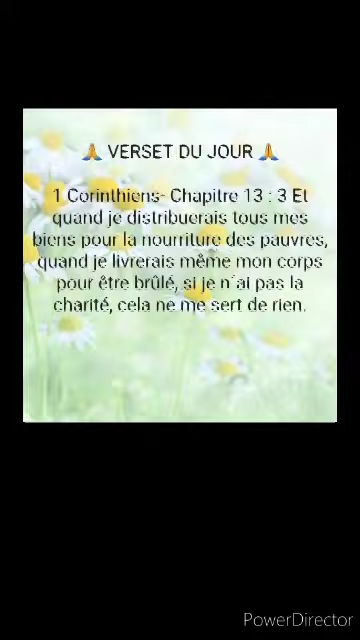 🙏 VERSET DU JOUR 🙏
1 Corinthiens- Chapitre 13 : 3 Et
quand je distribuerais tous mes
biens pour la nourriture des pauvres,
quand je livrerais même mon corps
pour être brûlé, si je n´ai pas la
charité, cela ne me sert de rien.
PowerDirector